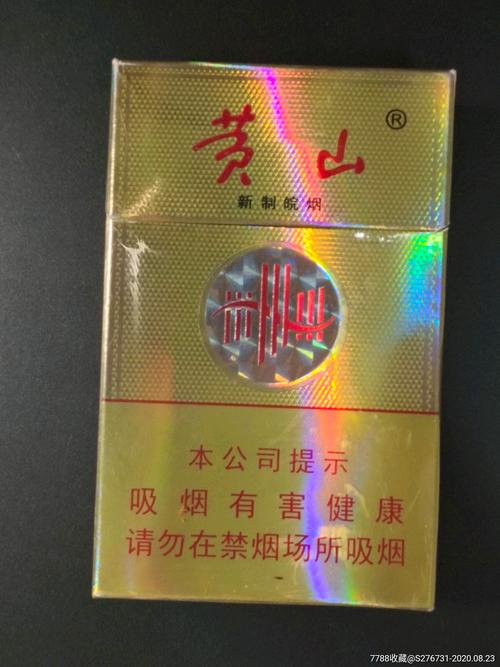 黄山®
新制皖烟
本公司提示
吸烟有害健康
请勿在禁烟场所吸烟
7788收藏@S276731-2020.08.23